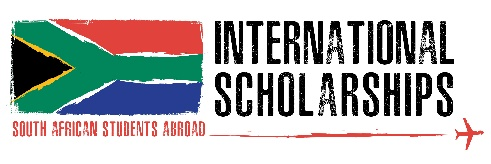 INTERNATIONAL
SCHOLARSHIPS
SOUTH AFRICAN STUDENTS ABROAD